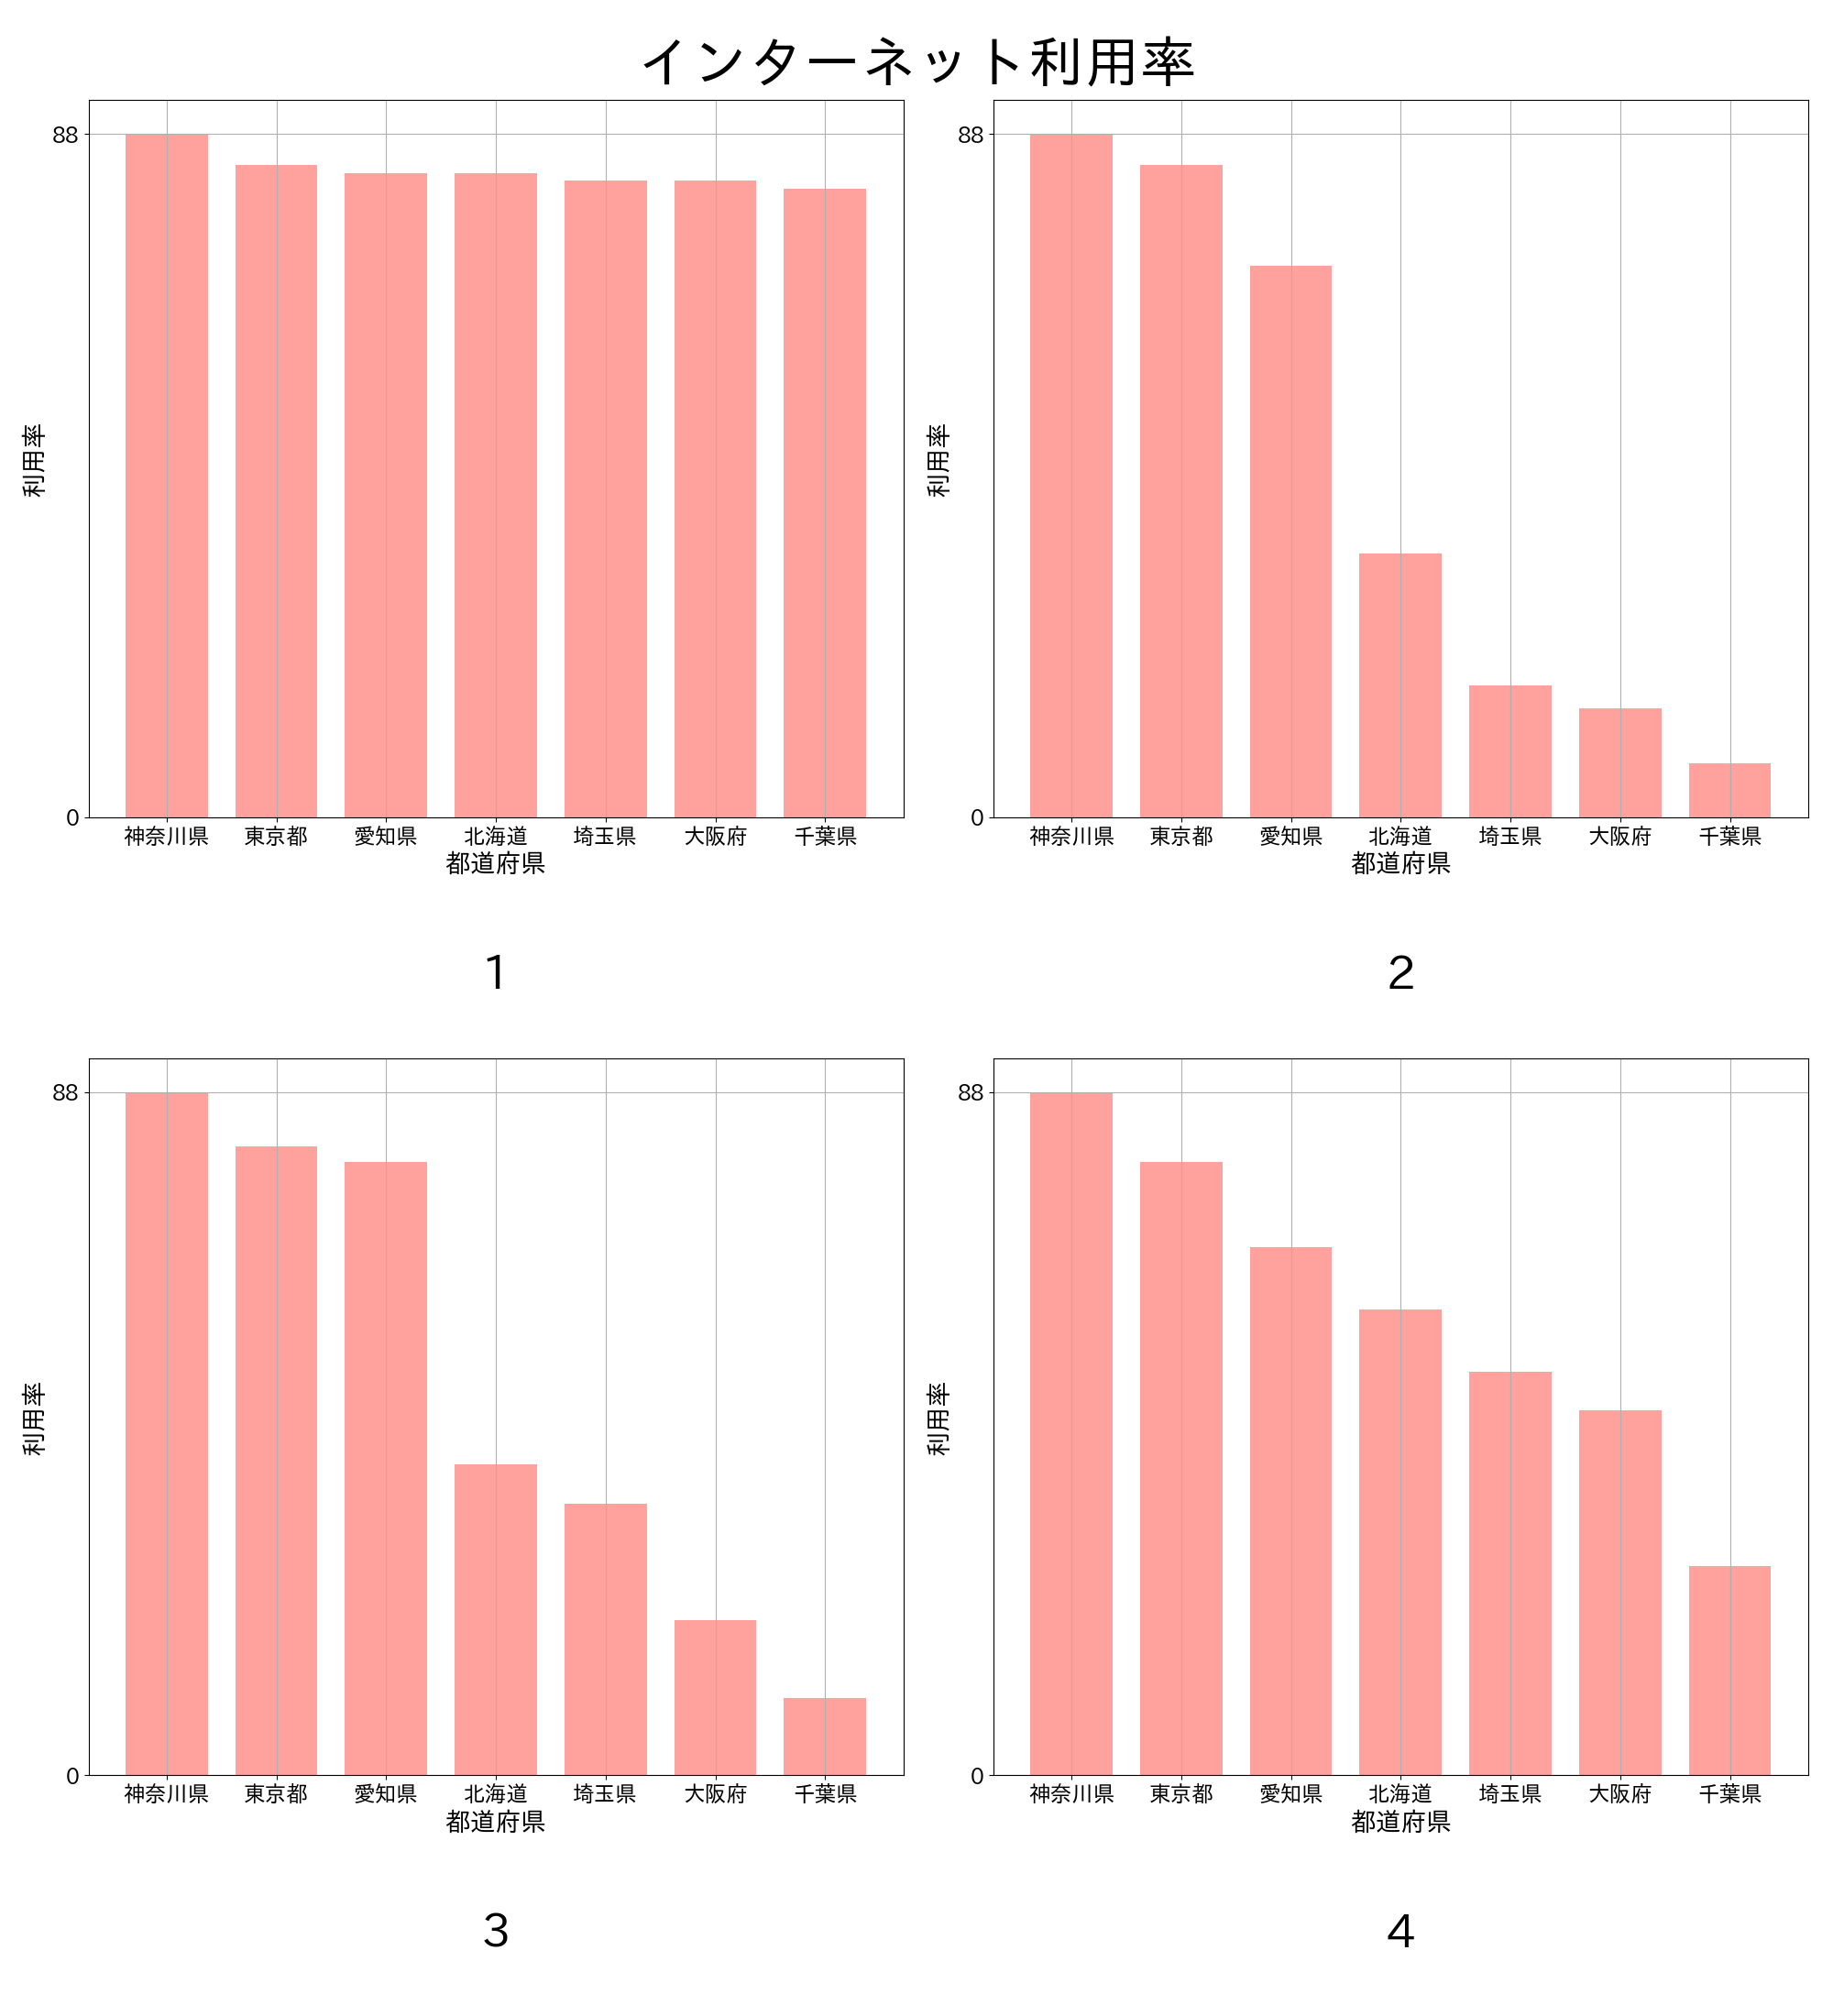 インターネット利用率
88
0
利用率
神奈川県 東京都 愛知県 北海道 埼玉県 大阪府 千葉県
都道府県
1
88
0
利用率
神奈川県 東京都 愛知県 北海道 埼玉県 大阪府 千葉県
都道府県
2
88
0
利用率
神奈川県 東京都 愛知県 北海道 埼玉県 大阪府 千葉県
都道府県
3
88
0
利用率
神奈川県 東京都 愛知県 北海道 埼玉県 大阪府 千葉県
都道府県
4